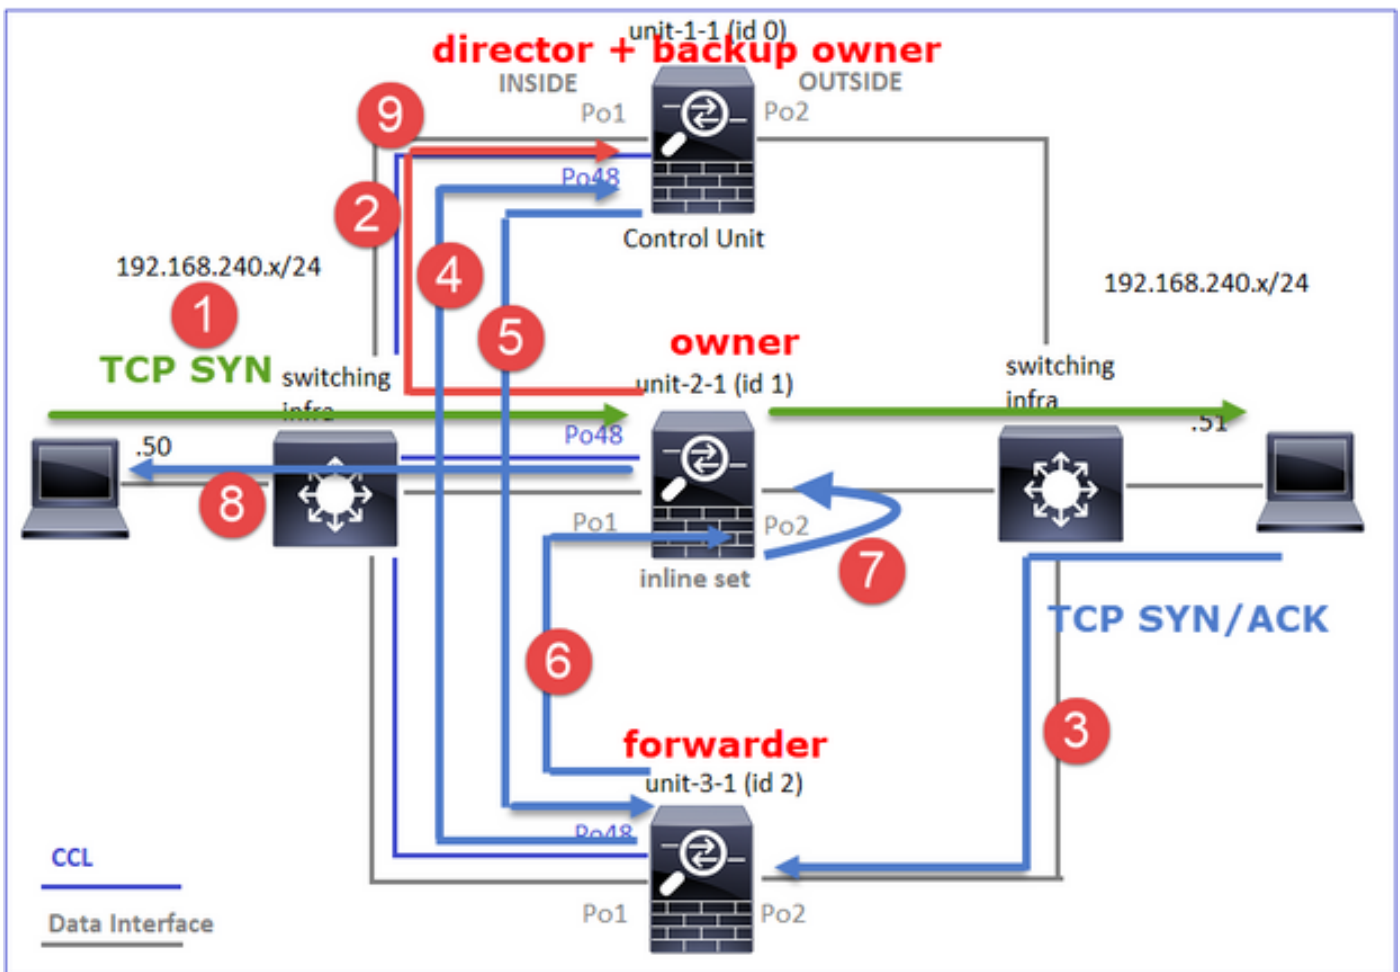 unit-1-1 (id 0)
director + backup owner
INSIDE
OUTSIDE
9
Po1
Po2
Po48
2
Control Unit
192.168.240.x/24
4
192.168.240.x/24
1
5
owner
TCP SYN
switching
infra
unit-2-1 (id 1)
switching
infra
Po48
.50
.51
8
Po1
Po2
7
inline set
TCP SYN/ACK
6
3
forwarder
unit-3-1 (id 2)
Po48
CCL
Po1
Po2
Data Interface